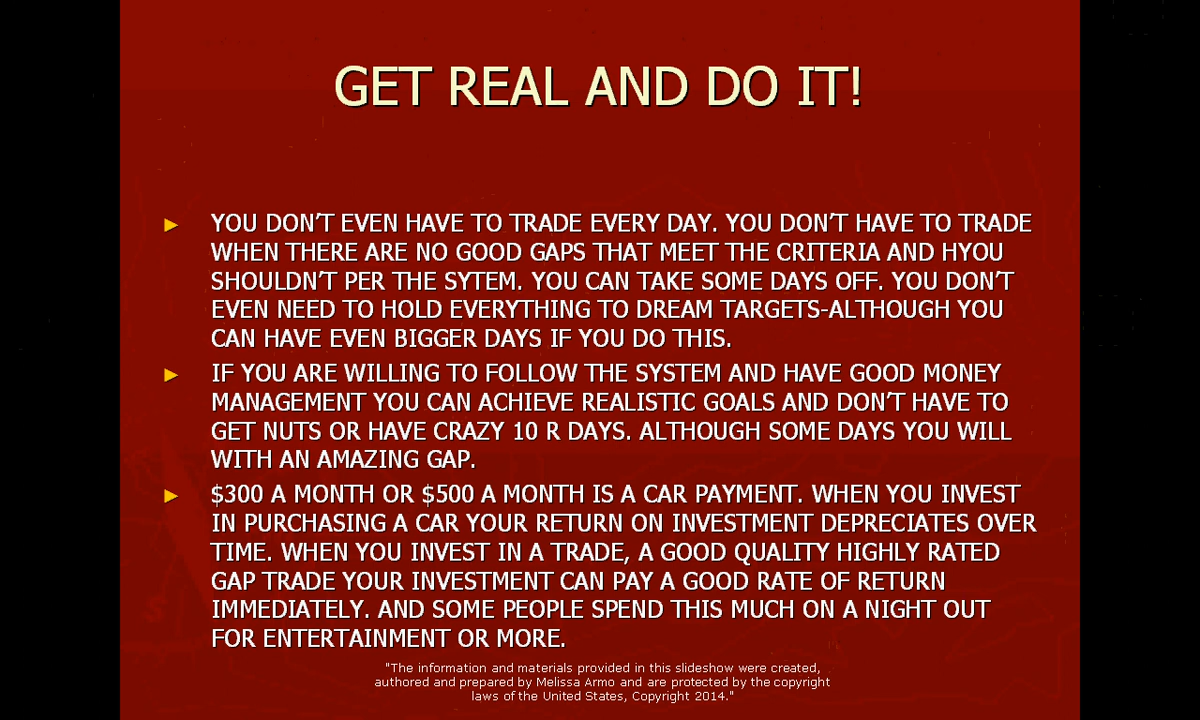 GET REAL AND DO IT!
► YOU DON'T EVEN HAVE TO TRADE EVERY DAY. YOU DON'T HAVE TO TRADE
WHEN THERE ARE NO GOOD GAPS THAT MEET THE CRITERIA AND HYOU
SHOULDN'T PER THE SYTEM. YOU CAN TAKE SOME DAYS OFF. YOU DON'T
EVEN NEED TO HOLD EVERYTHING TO DREAM TARGETS-ALTHOUGH YOU
CAN HAVE EVEN BIGGER DAYS IF YOU DO THIS.
► IF YOU ARE WILLING TO FOLLOW THE SYSTEM AND HAVE GOOD MONEY
MANAGEMENT YOU CAN ACHIEVE REALISTIC GOALS AND DON'T HAVE TO
GET NUTS OR HAVE CRAZY 10 R DAYS. ALTHOUGH SOME DAYS YOU WILL
WITH AN AMAZING GAP.
► $300 A MONTH OR $500 A MONTH IS A CAR PAYMENT. WHEN YOU INVEST
IN PURCHASING A CAR YOUR RETURN ON INVESTMENT DEPRECIATES OVER
TIME. WHEN YOU INVEST IN A TRADE, A GOOD QUALITY HIGHLY RATED
GAP TRADE YOUR INVESTMENT CAN PAY A GOOD RATE OF RETURN
IMMEDIATELY. AND SOME PEOPLE SPEND THIS MUCH ON A NIGHT OUT
FOR ENTERTAINMENT OR MORE.
"The information and materials provided in this slideshow were created,
authored and prepared by Melissa Armo and are protected by the copyright
laws of the United States, Copyright 2014."